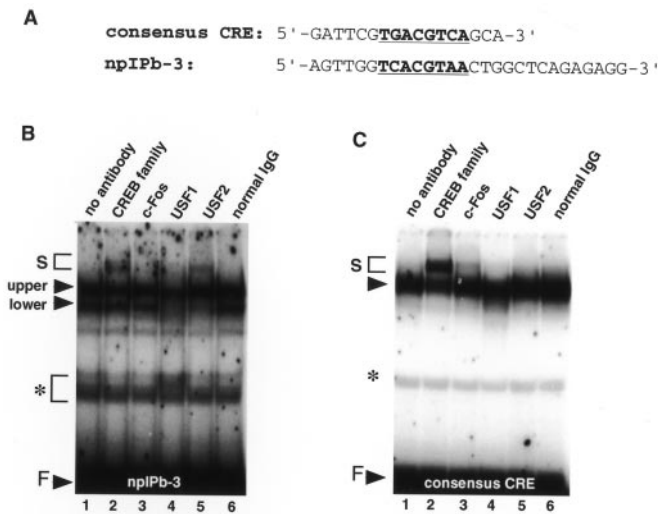 A
consensus CRE: 5'-GATTCGTGACGTCAGCA-3'
npIPb-3: 5'-AGTTGGTCACGTAACTGGCTCAGAGAGG-3'
B
no antibody
CREB family
c-Fos
USF1
USF2
normal IgG
S
upper
lower
*
F
npIPb-3
1 2 3 4 5 6
C
no antibody
CREB family
c-Fos
USF1
USF2
normal IgG
S
*
F
consensus CRE
1 2 3 4 5 6